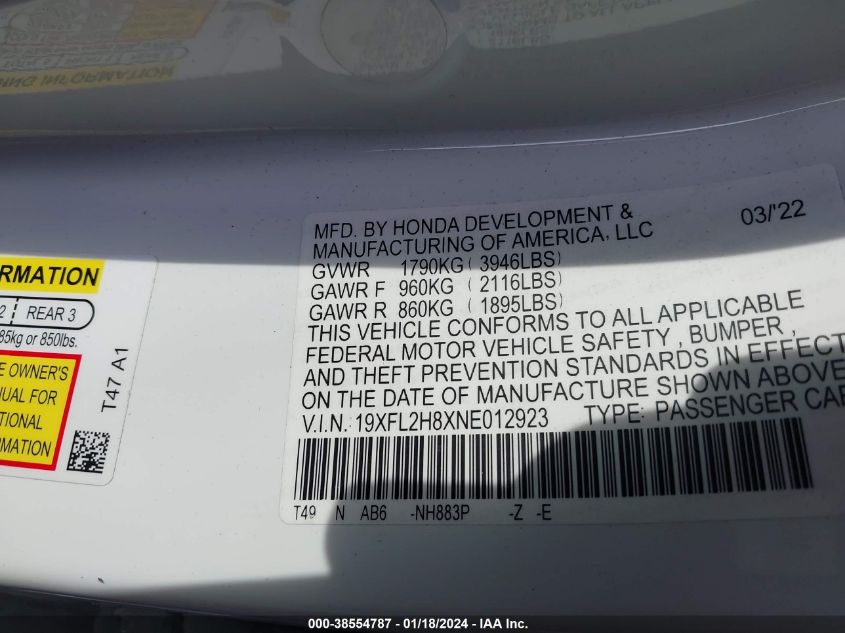 MFD. BY HONDA DEVELOPMENT & 03/'22
MANUFACTURING OF AMERICA, LLC
GVWR 1790KG ( 3946LBS)
GAWR F 960KG ( 2116LBS)
GAWR R 860KG ( 1895LBS)
THIS VEHICLE CONFORMS TO ALL APPLICABLE
FEDERAL MOTOR VEHICLE SAFETY , BUMPER ,
AND THEFT PREVENTION STANDARDS IN EFFECT
ON THE DATE OF MANUFACTURE SHOWN ABOVE
V.I.N. 19XFL2H8XNE012923 TYPE: PASSENGER CAR
T49 N AB6 -NH883P -Z -E
RMATION
2 REAR 3
85kg or 850lbs.
E OWNER'S
NUAL FOR
TIONAL
RMATION
T47 A1
000-38554787 - 01/18/2024 - IAA Inc.